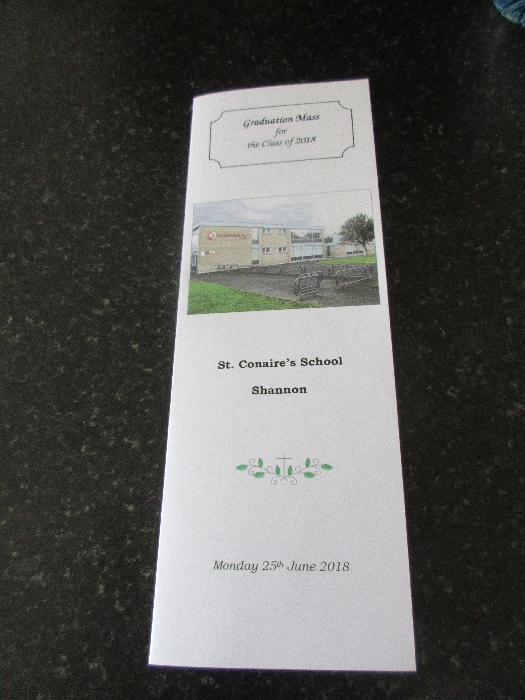 Graduation Mass
for
the Class of 2018
St. Conaire's School
Shannon
Monday 25th June 2018